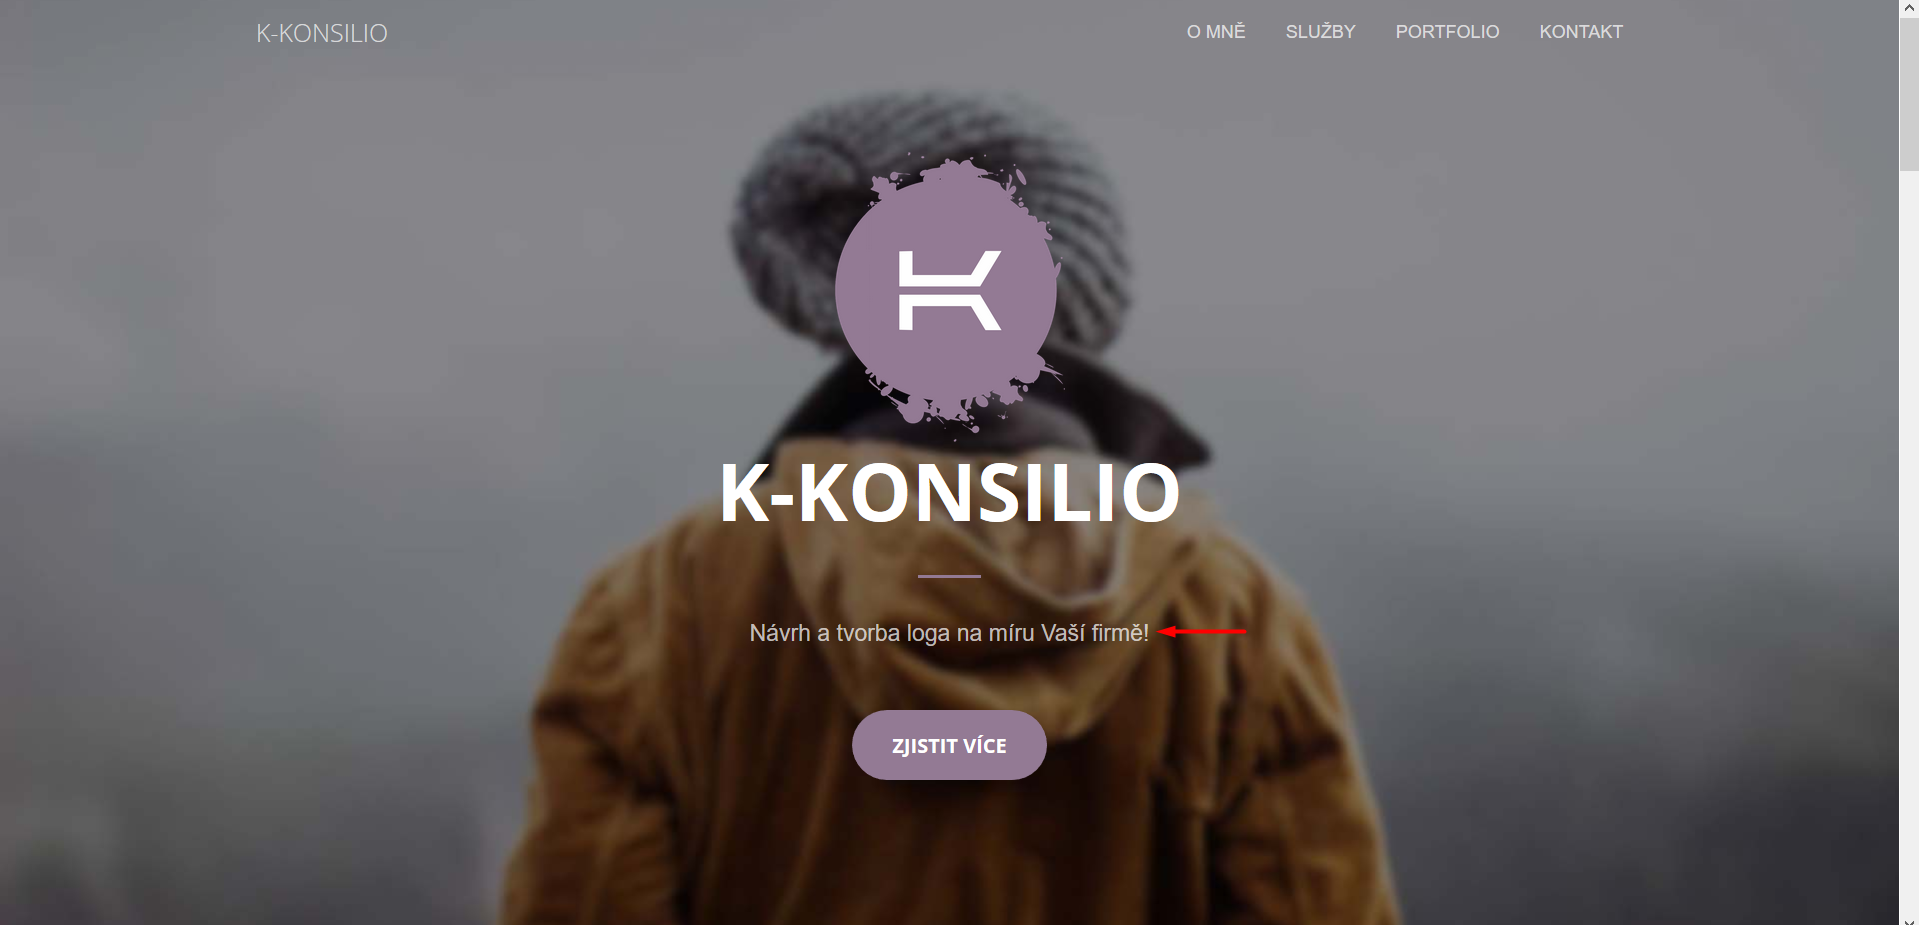 K-KONSILIO
O MNĚ SLUŽBY PORTFOLIO KONTAKT
K-KONSILIO
Návrh a tvorba loga na míru Vaší firmě!
ZJISTIT VÍCE